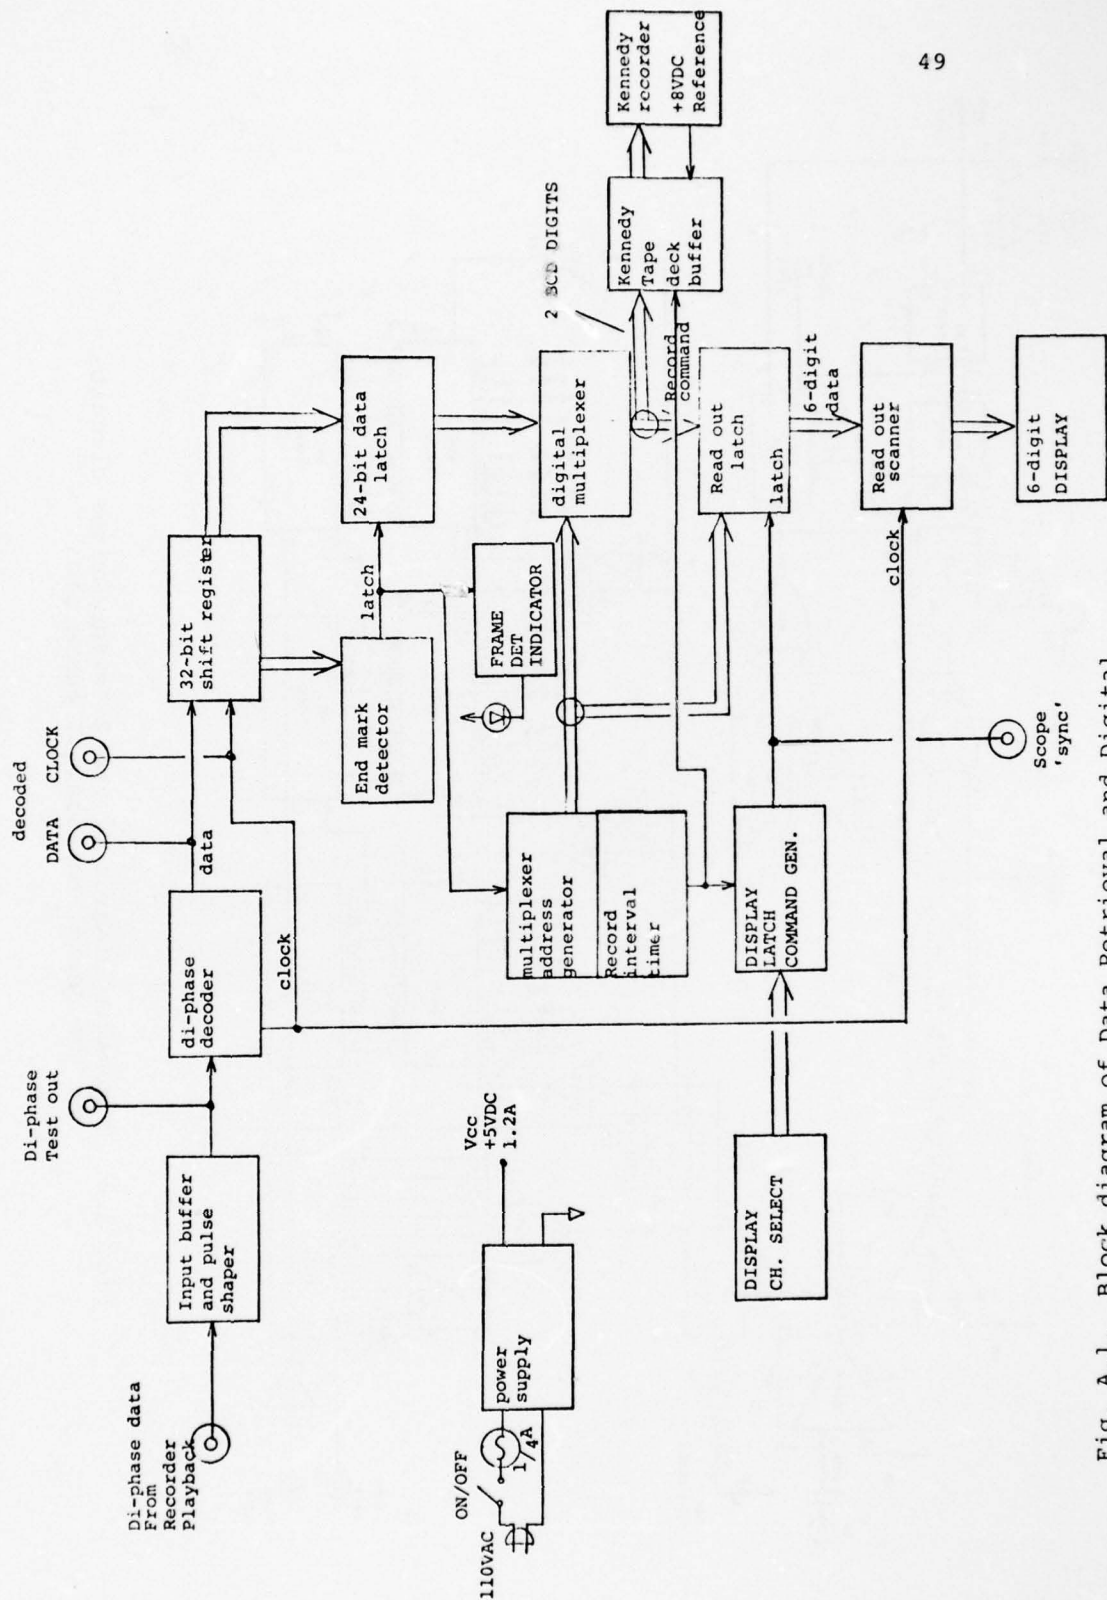 49
Di-phase data
From
Recorder
Playback
Input buffer
and pulse
shaper
Di-phase
Test out
di-phase
decoder
decoded
DATA
CLOCK
data
clock
32-bit
shift register
End mark
detector
latch
24-bit data
latch
FRAME
DET
INDICATOR
multiplexer
address
generator
Record
interval
timer
digital
multiplexer
2 BCD DIGITS
Kennedy
Tape
deck
buffer
Kennedy
recorder
+8VDC
Reference
Record
command
Read out
latch
latch
6-digit
data
Read out
scanner
clock
6-digit
DISPLAY
DISPLAY
LATCH
COMMAND GEN.
Scope
'sync'
DISPLAY
CH. SELECT
110VAC
ON/OFF
1/4A
power
supply
Vcc
+5VDC
1.2A
Fig. A.1. Block diagram of Data Retrieval and Digital